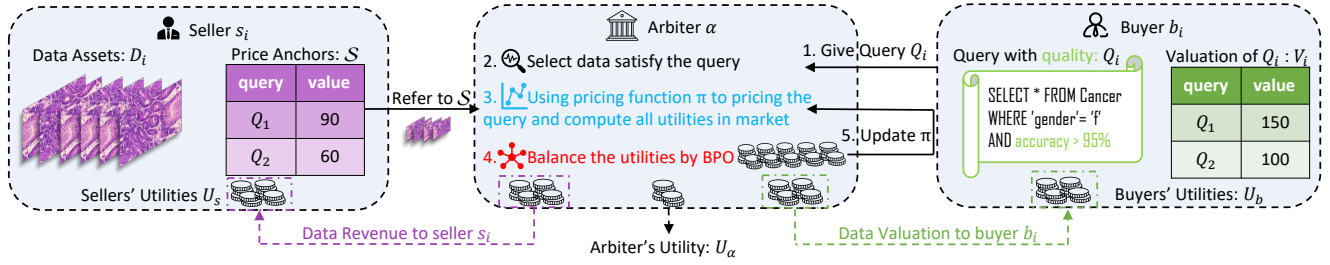 Seller s_i
Data Assets: D_i
Price Anchors: 𝒮
query value
Q_1 90
Q_2 60
Sellers' Utilities U_s
Refer to 𝒮
Arbiter α
2. Select data satisfy the query
3. Using pricing function π to pricing the
query and compute all utilities in market
4. Balance the utilities by BPO
1. Give Query Q_i
5. Update π
Buyer b_i
Query with quality: Q_i
SELECT * FROM Cancer
WHERE 'gender'= 'f'
AND accuracy > 95%
Valuation of Q_i : V_i
query value
Q_1 150
Q_2 100
Buyers' Utilities: U_b
Data Revenue to seller s_i
Arbiter's Utility: U_α
Data Valuation to buyer b_i